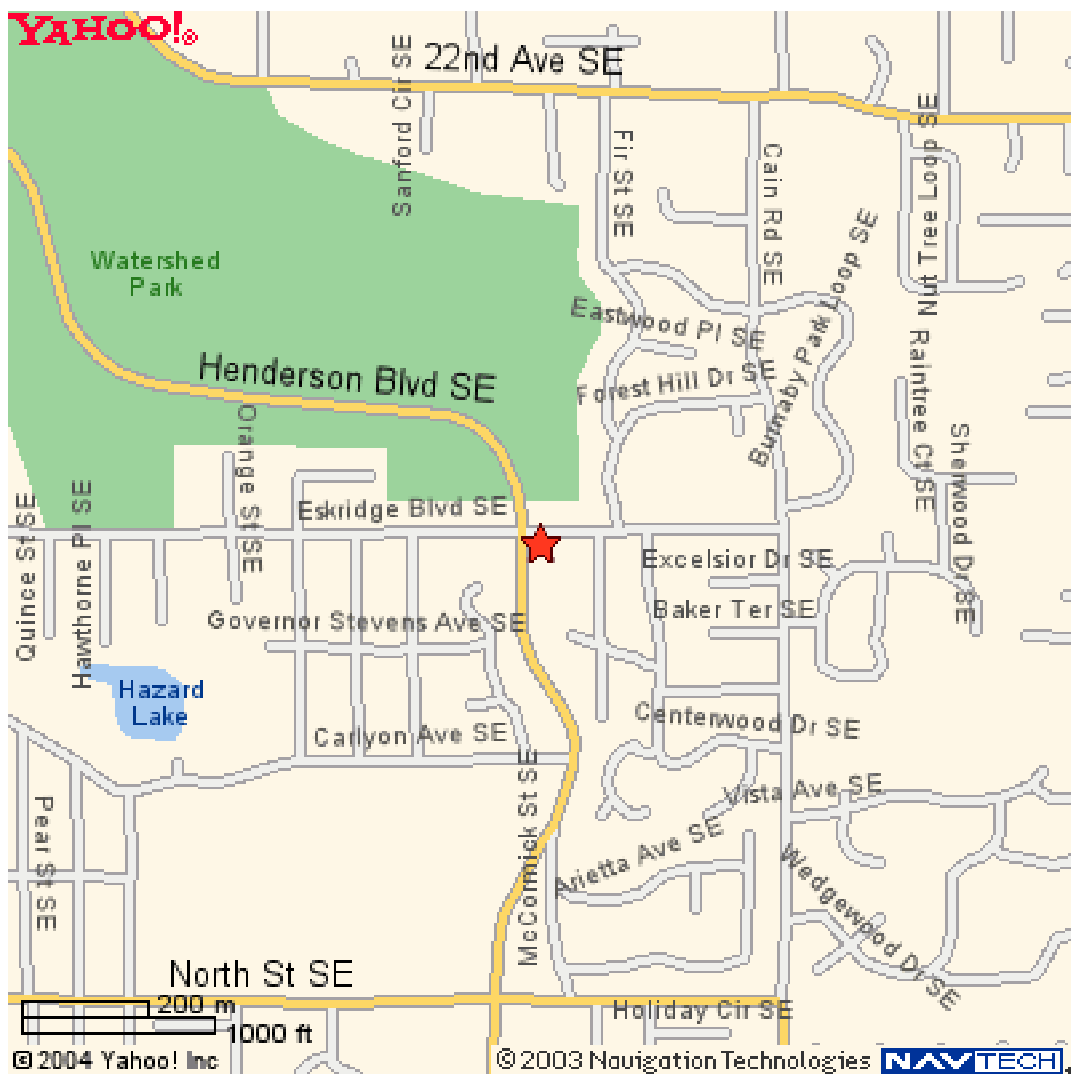 YAHOO!®
22nd Ave SE
Sanford Cir SE
Fir St SE
Cain Rd SE
Nut Tree Loop SE
Watershed
Park
Eastwood Pl SE
Burnaby Park Loop SE
Henderson Blvd SE
Forest Hill Dr SE
Raintree Ct SE
Orange St SE
Sherwood Dr SE
Quince St SE
Hawthorne Pl SE
Eskridge Blvd SE
Excelsior Dr SE
Baker Ter SE
Governor Stevens Ave SE
Hazard
Lake
Centerwood Dr SE
Carlyon Ave SE
McCormick St SE
Vista Ave SE
Pear St SE
Arietta Ave SE
Wedgewood Dr SE
North St SE
Holiday Cir SE
200 m
1000 ft
© 2004 Yahoo! Inc
© 2003 Navigation Technologies
NAVTECH